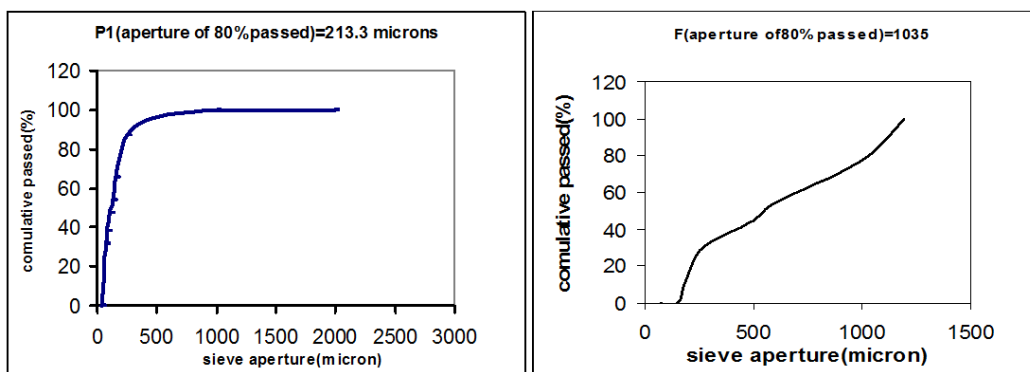 P1(aperture of 80%passed)=213.3 microns
comulative passed(%)
120
100
80
60
40
20
0
0 500 1000 1500 2000 2500 3000
sieve aperture(micron)
F(aperture of80% passed)=1035
comulative passed(%)
120
100
80
60
40
20
0
0 500 1000 1500
sieve aperture(micron)